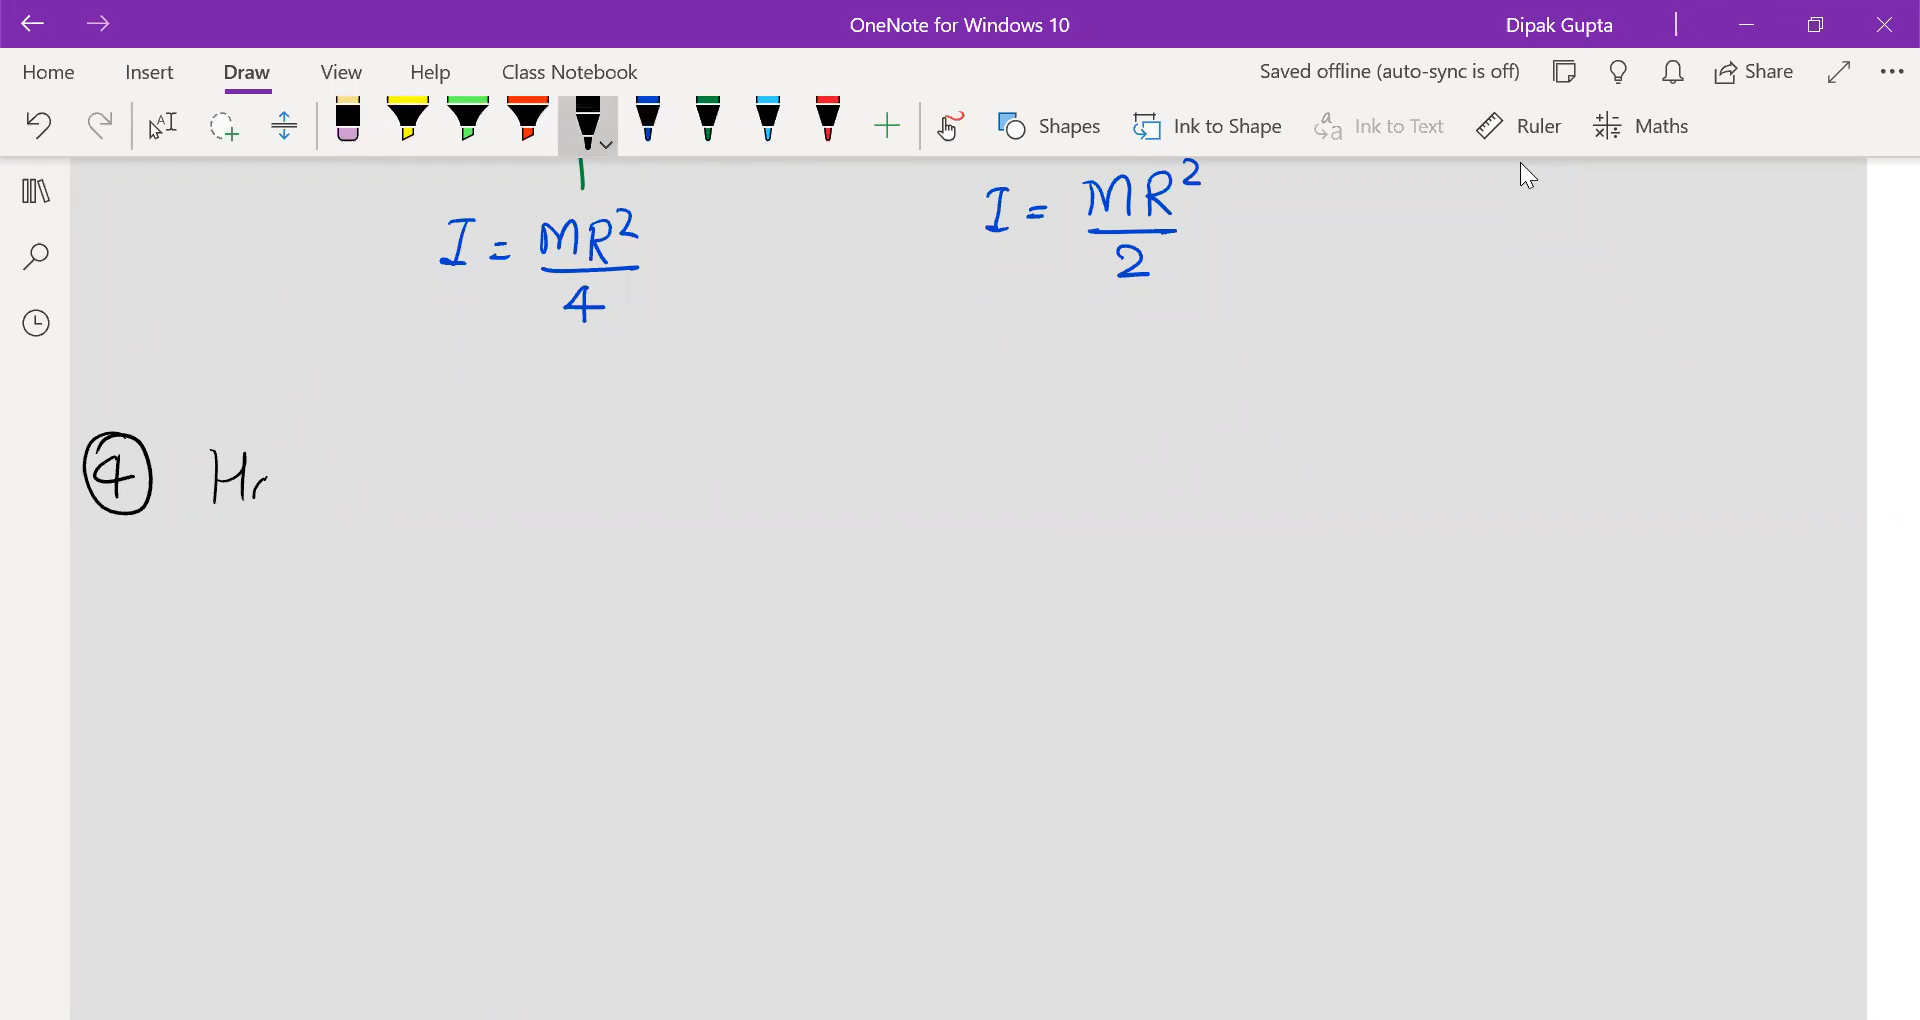 OneNote for Windows 10 Dipak Gupta
Home Insert Draw View Help Class Notebook Saved offline (auto-sync is off) Share
Shapes Ink to Shape Ink to Text Ruler Maths
I = MR²/4
I = MR²/2
④ Hr